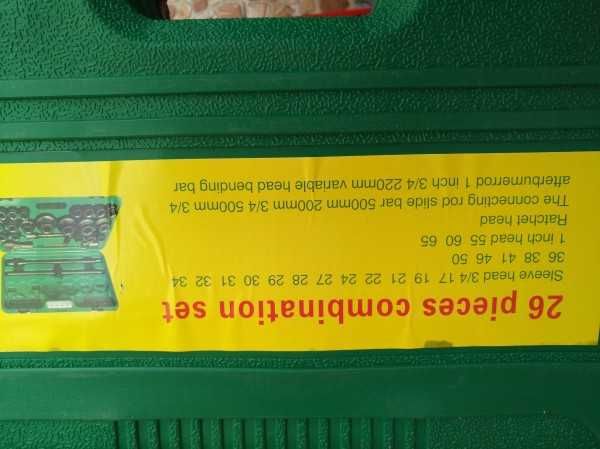 26 pieces combination set
Sleeve head 3/4 17 19 21 22 24 27 28 29 30 31 32 34
36 38 41 46 50
1 inch head 55 60 65
Ratchet head
The connecting rod slide bar 500mm 200mm 3/4 500mm 3/4
afterburnerrod 1 inch 3/4 220mm variable head bending bar